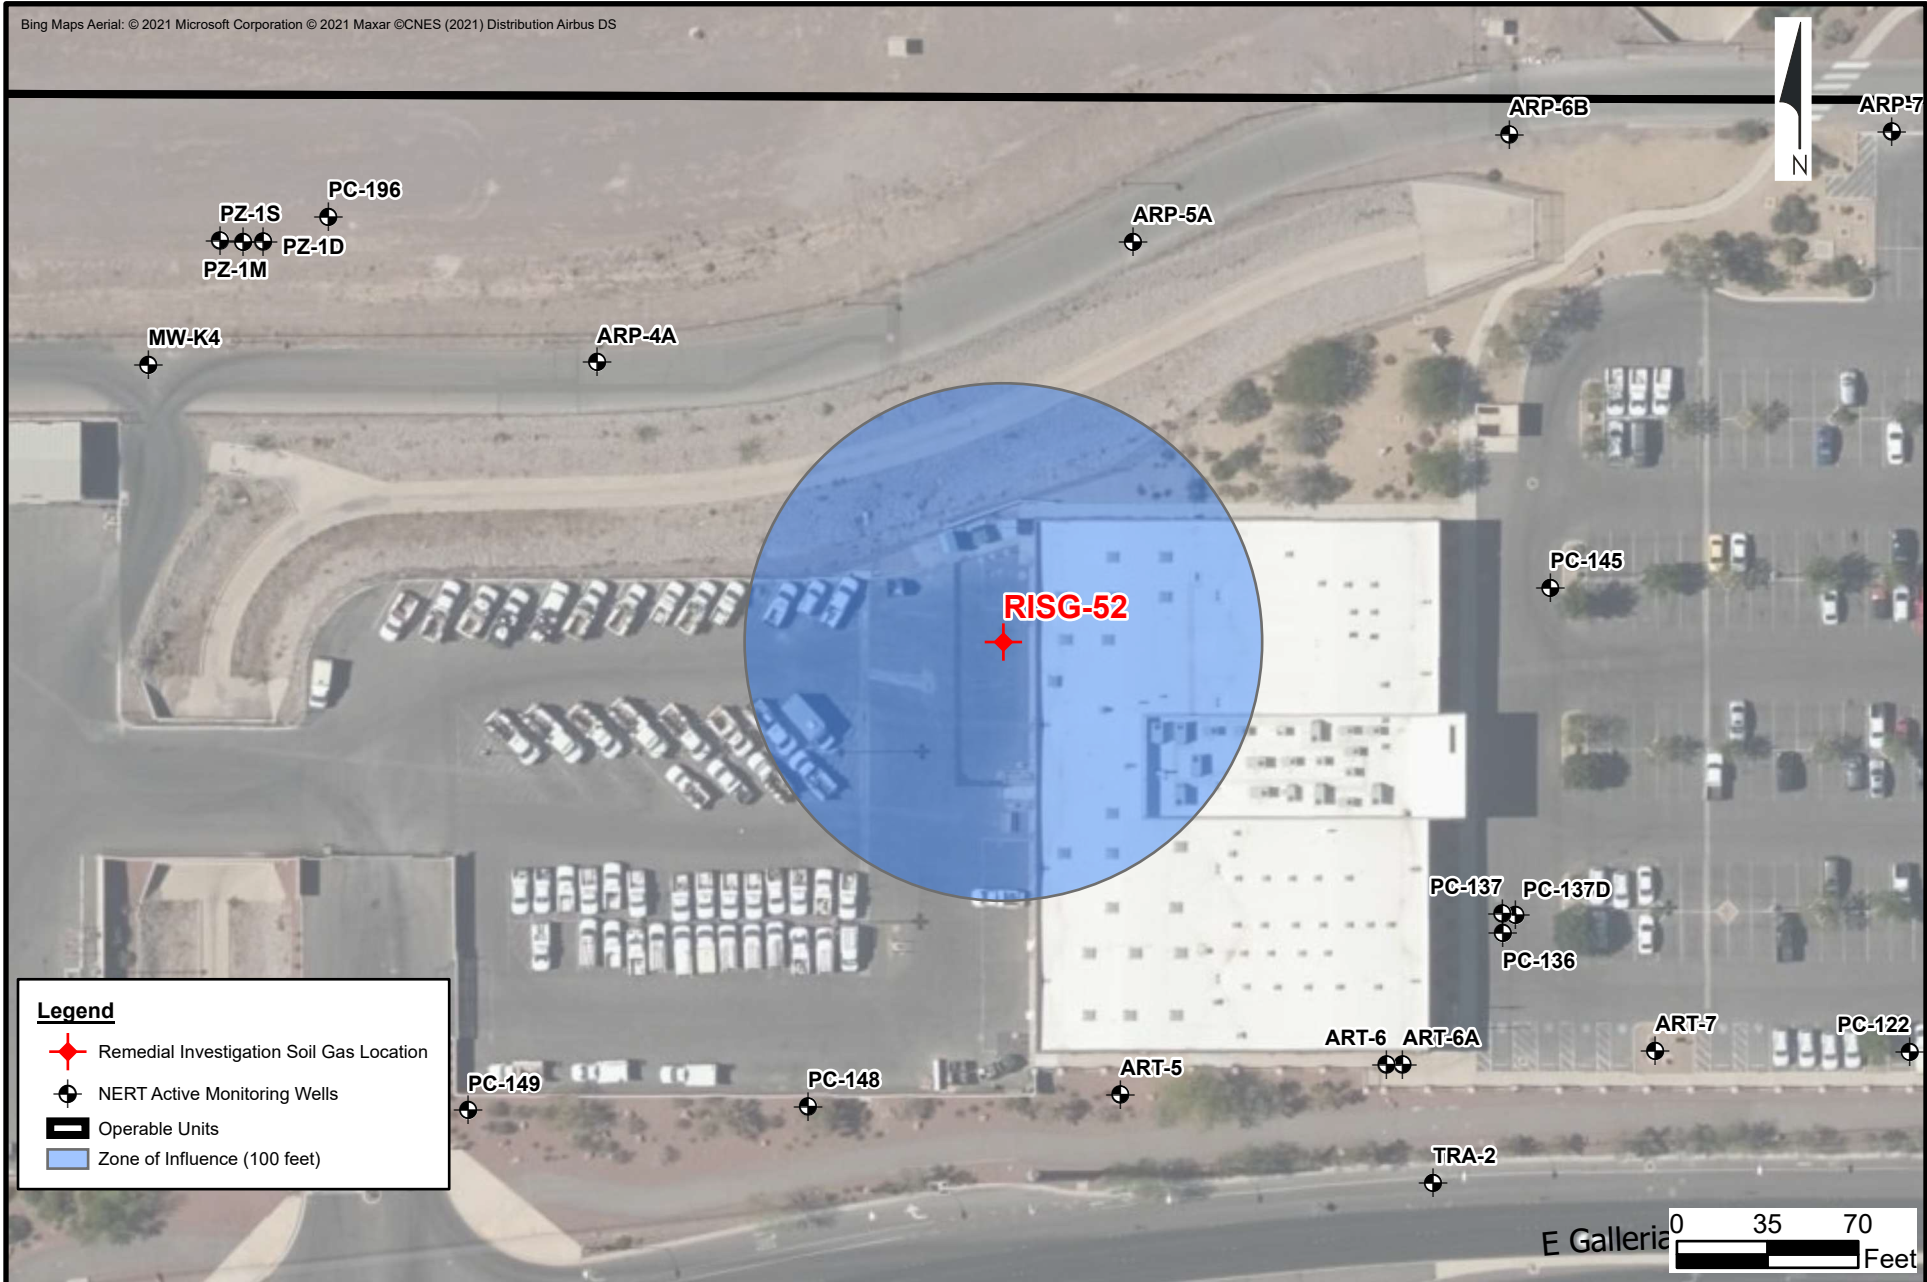 Bing Maps Aerial: © 2021 Microsoft Corporation © 2021 Maxar ©CNES (2021) Distribution Airbus DS
ARP-6B
ARP-7
N
PC-196
PZ-1S
PZ-1D
PZ-1M
ARP-5A
MW-K4
ARP-4A
PC-145
RISG-52
PC-137
PC-137D
PC-136
Legend
Remedial Investigation Soil Gas Location
NERT Active Monitoring Wells
Operable Units
Zone of Influence (100 feet)
PC-149
PC-148
ART-5
ART-6
ART-6A
ART-7
PC-122
TRA-2
E Galleria
0 35 70
Feet